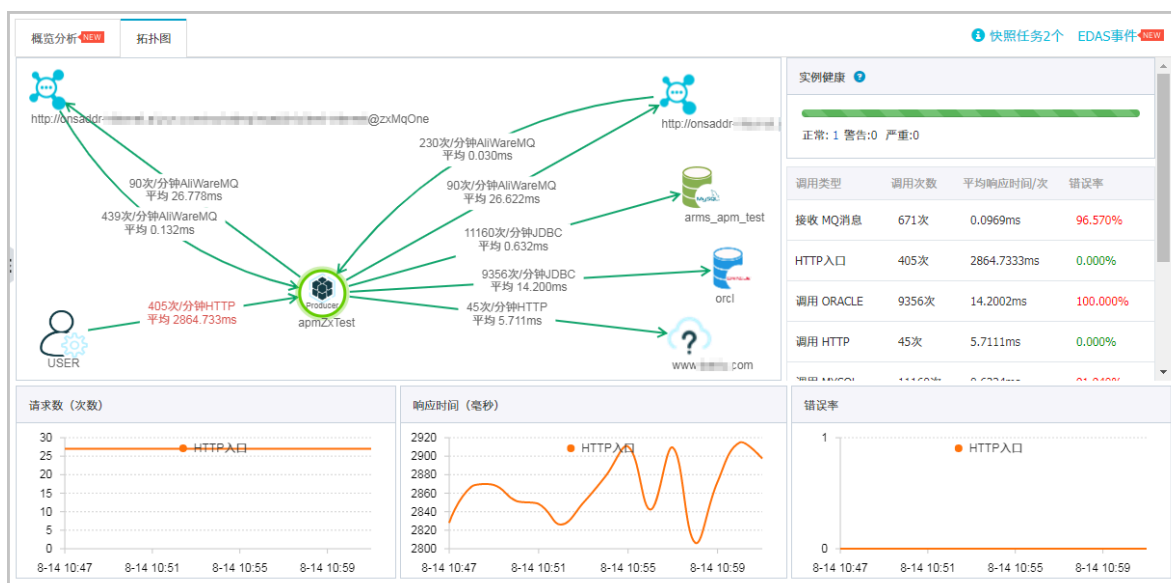 概览分析 NEW 拓扑图 快照任务2个 EDAS事件 NEW
http://onsaddr- @zxMqOne
http://onsaddr-
230次/分钟AliWareMQ
平均 0.030ms
90次/分钟AliWareMQ
平均 26.778ms
90次/分钟AliWareMQ
平均 26.622ms
439次/分钟AliWareMQ
平均 0.132ms
arms_apm_test
11160次/分钟JDBC
平均 0.632ms
9356次/分钟JDBC
平均 14.200ms
orcl
405次/分钟HTTP
平均 2864.733ms
Producer
apmZxTest
45次/分钟HTTP
平均 5.711ms
USER
www. .com
实例健康
正常: 1 警告:0 严重:0
调用类型 调用次数 平均响应时间/次 错误率
接收 MQ消息 671次 0.0969ms 96.570%
HTTP入口 405次 2864.7333ms 0.000%
调用 ORACLE 9356次 14.2002ms 100.000%
调用 HTTP 45次 5.7111ms 0.000%
请求数（次数）
HTTP入口
30
25
20
15
10
5
0
8-14 10:47 8-14 10:51 8-14 10:55 8-14 10:59
响应时间（毫秒）
HTTP入口
2920
2900
2880
2860
2840
2820
2800
8-14 10:47 8-14 10:51 8-14 10:55 8-14 10:59
错误率
HTTP入口
1
0
8-14 10:47 8-14 10:51 8-14 10:55 8-14 10:59